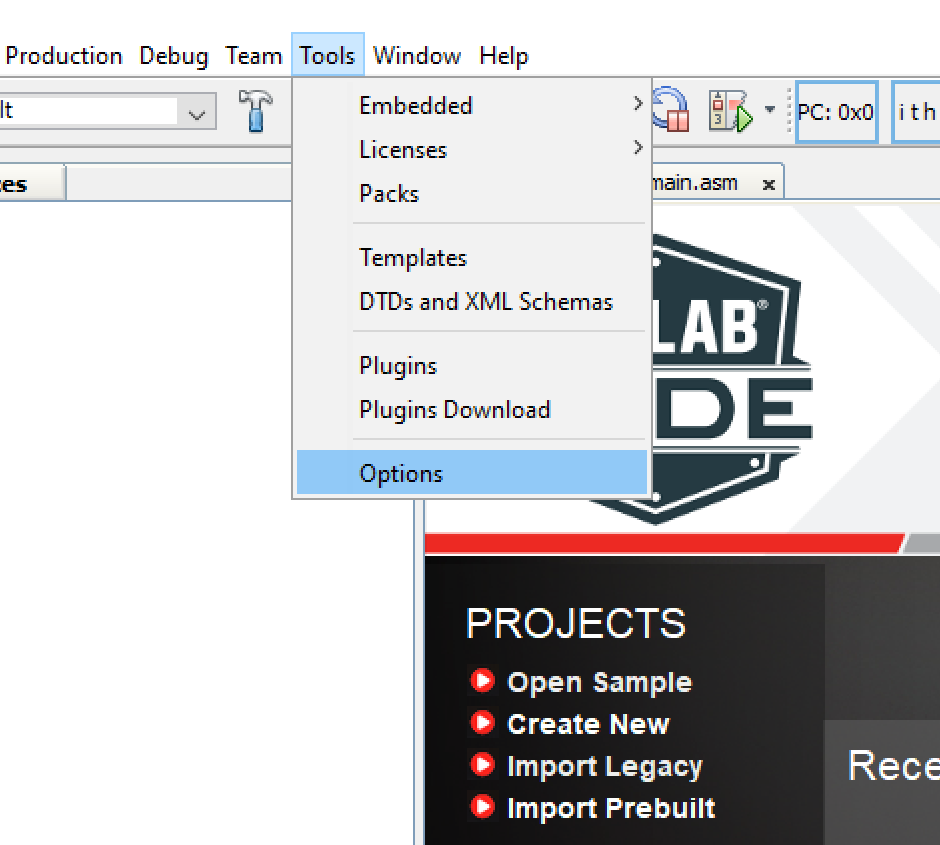 Production Debug Team Tools Window Help
lt
Embedded
Licenses
Packs
Templates
DTDs and XML Schemas
Plugins
Plugins Download
Options
PC: 0x0
ith
main.asm x
LAB®
DE
PROJECTS
Open Sample
Create New
Import Legacy
Import Prebuilt
Rece